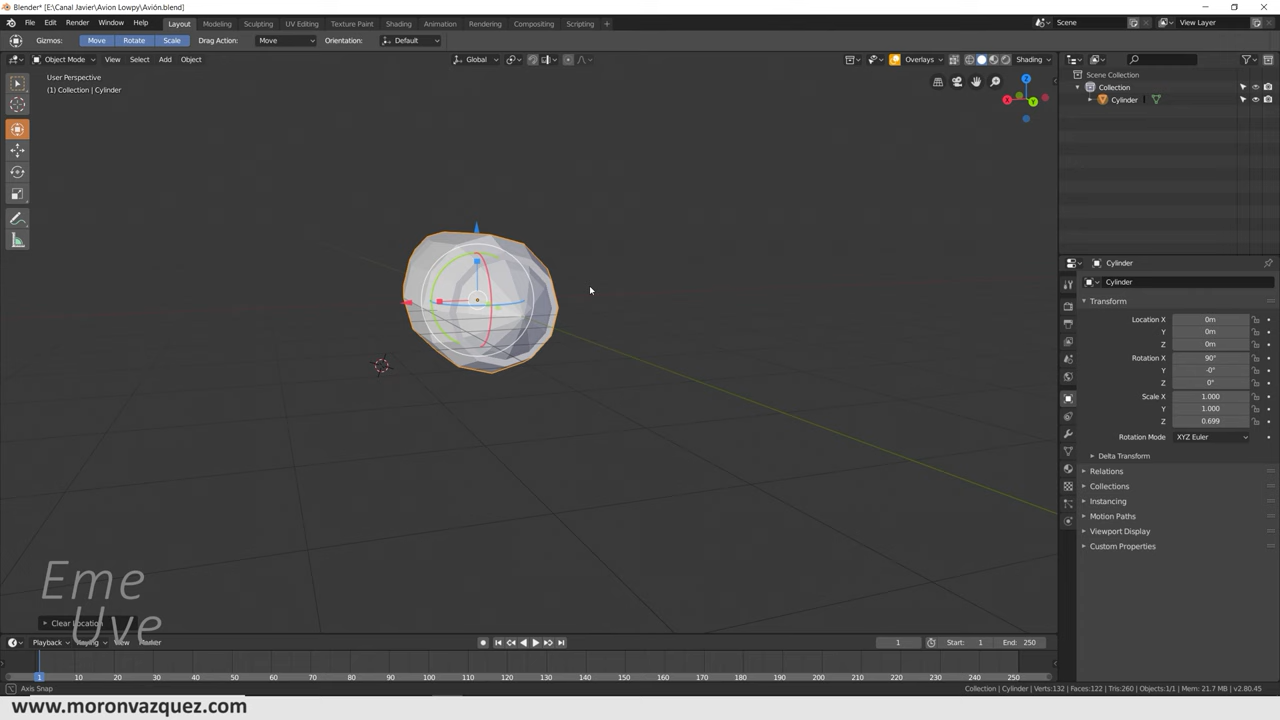 Blender* [E:\Canal Javier\Avion Lowpy\Avión.blend]
File Edit Render Window Help Layout Modeling Sculpting UV Editing Texture Paint Shading Animation Rendering Compositing Scripting + Scene View Layer
Gizmos: Move Rotate Scale Drag Action: Move Orientation: Default
Object Mode View Select Add Object Global Overlays Shading
User Perspective
(1) Collection | Cylinder
Z
X
Y
Scene Collection
Collection
Cylinder
Cylinder
Cylinder
Transform
Location X 0m
Y 0m
Z 0m
Rotation X 90°
Y -0°
Z 0°
Scale X 1.000
Y 1.000
Z 0.699
Rotation Mode XYZ Euler
Delta Transform
Relations
Collections
Instancing
Motion Paths
Viewport Display
Custom Properties
Eme
Uve
Clear Location
Playback Keying View Marker 1 Start: 1 End: 250
1 10 20 30 40 50 60 70 80 90 100 110 120 130 140 150 160 170 180 190 200 210 220 230 240 250
Axis Snap Collection | Cylinder | Verts:132 | Faces:122 | Tris:260 | Objects:1/1 | Mem: 21.7 MB | v2.80.45
www.moronvazquez.com